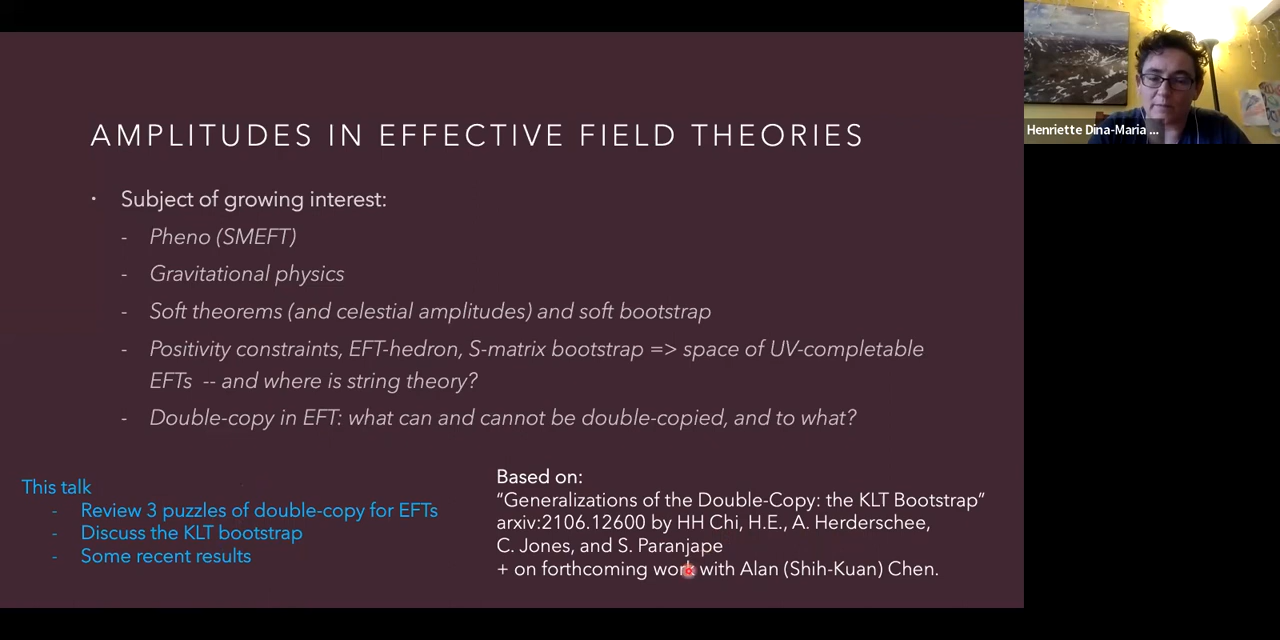 AMPLITUDES IN EFFECTIVE FIELD THEORIES
· Subject of growing interest:
- Pheno (SMEFT)
- Gravitational physics
- Soft theorems (and celestial amplitudes) and soft bootstrap
- Positivity constraints, EFT-hedron, S-matrix bootstrap => space of UV-completable
EFTs -- and where is string theory?
- Double-copy in EFT: what can and cannot be double-copied, and to what?
This talk
- Review 3 puzzles of double-copy for EFTs
- Discuss the KLT bootstrap
- Some recent results
Based on:
“Generalizations of the Double-Copy: the KLT Bootstrap”
arxiv:2106.12600 by HH Chi, H.E., A. Herderschee,
C. Jones, and S. Paranjape
+ on forthcoming work with Alan (Shih-Kuan) Chen.
Henriette Dina-Maria ...